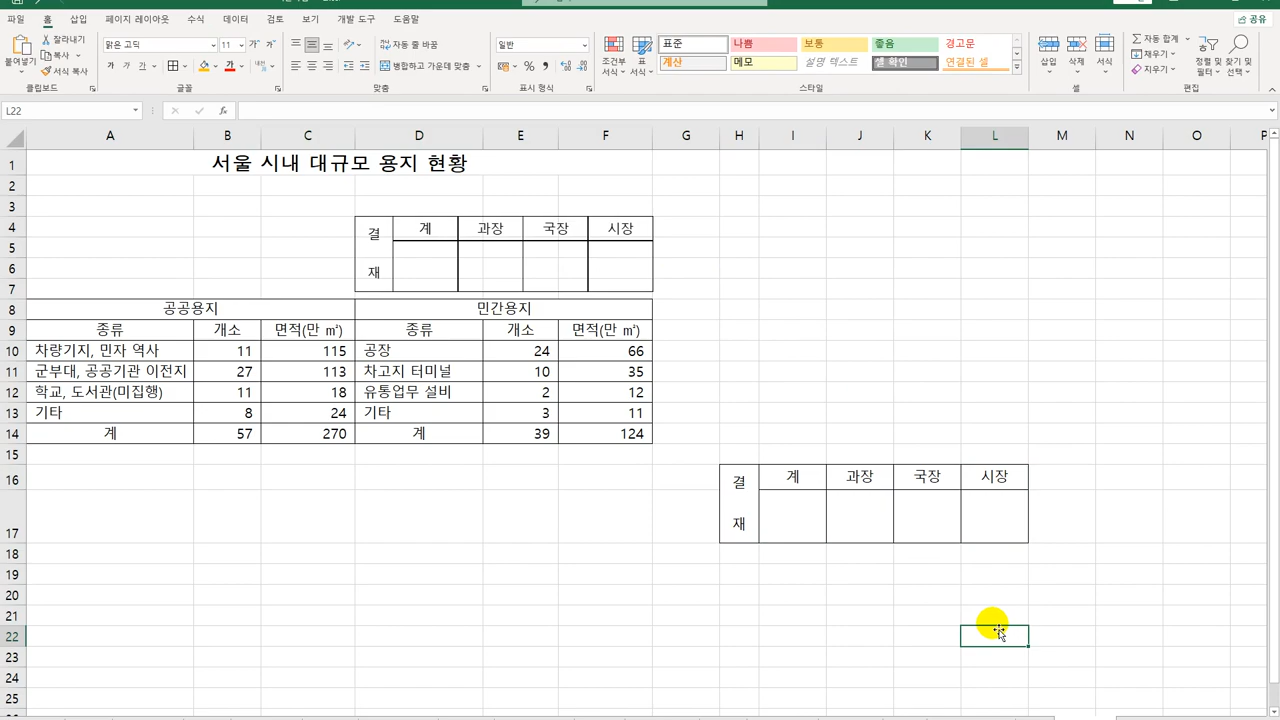 파일 홈 삽입 페이지 레이아웃 수식 데이터 검토 보기 개발 도구 도움말 공유
붙여넣기 잘라내기 복사 서식 복사 클립보드
맑은 고딕 11 가 가 가 가 가 가 글꼴
자동 줄 바꿈 병합하고 가운데 맞춤 맞춤
일반 % 표시 형식
조건부 서식 표 서식 표준 나쁨 보통 좋음 경고문
계산 메모 설명 텍스트 셀 확인 연결된 셀 스타일
삽입 삭제 서식 셀
자동 합계 채우기 지우기 정렬 및 필터 찾기 및 선택 편집
L22 fx
A B C D E F G H I J K L M N O P
1 서울 시내 대규모 용지 현황
2
3
4 결재 계 과장 국장 시장
5
6
7
8 공공용지 민간용지
9 종류 개소 면적(만 ㎡) 종류 개소 면적(만 ㎡)
10 차량기지, 민자 역사 11 115 공장 24 66
11 군부대, 공공기관 이전지 27 113 차고지 터미널 10 35
12 학교, 도서관(미집행) 11 18 유통업무 설비 2 12
13 기타 8 24 기타 3 11
14 계 57 270 계 39 124
15
16 결재 계 과장 국장 시장
17
18
19
20
21
22
23
24
25